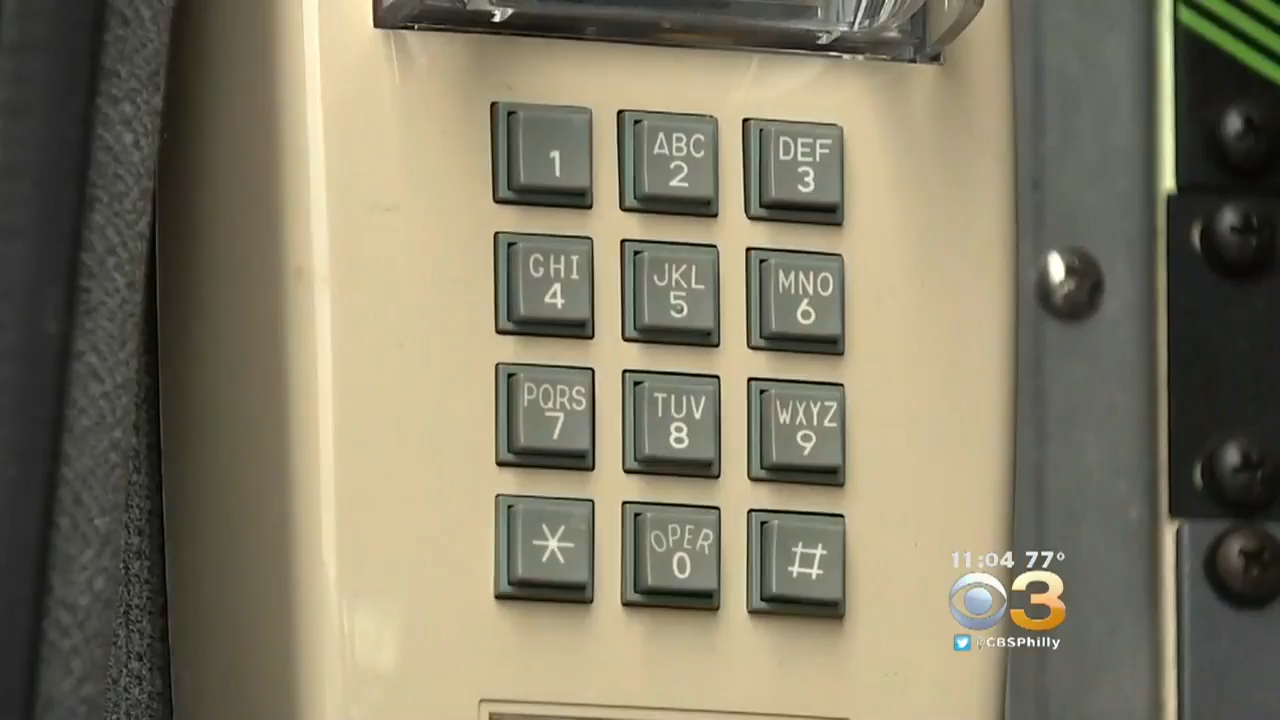 1
ABC
2
DEF
3
GHI
4
JKL
5
MNO
6
PQRS
7
TUV
8
WXYZ
9
*
OPER
0
#
11:04 77°
3
@CBSPhilly